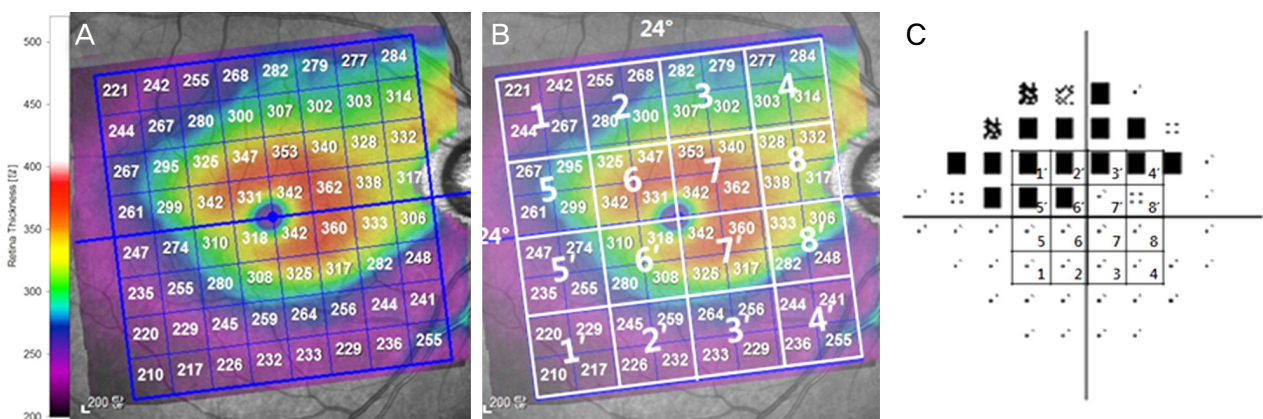 A
Retina Thickness [ほ]
500
450
400
350
300
250
200
221 242 255 268 282 279 277 284
244 267 280 300 307 302 303 314
267 295 325 347 353 340 328 332
261 299 342 331 342 362 338 317
247 274 310 318 342 360 333 306
235 255 280 308 326 317 282 248
220 229 245 259 264 256 244 241
210 217 226 232 233 229 236 255
200
B
24°
24°
221 242 255 268 282 279 277 284
1 2 3 4
244 267 280 300 307 302 303 314
267 295 325 347 353 340 328 332
5 6 7 8
261 299 342 331 342 362 338 317
247 274 310 318 342 360 333 306
5′ 6′ 7′ 8′
235 255 280 308 326 317 282 248
220 229 245 259 264 256 244 241
1′ 2′ 3′ 4′
210 217 226 232 233 229 236 255
200
C
1′ 2′ 3′ 4′
5′ 6′ 7′ 8′
5 6 7 8
1 2 3 4